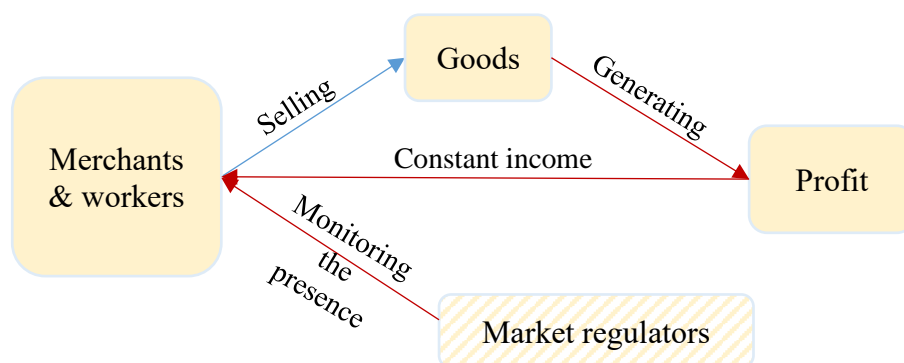 Goods
Selling
Generating
Merchants
& workers
Constant income
Profit
Monitoring
the
presence
Market regulators